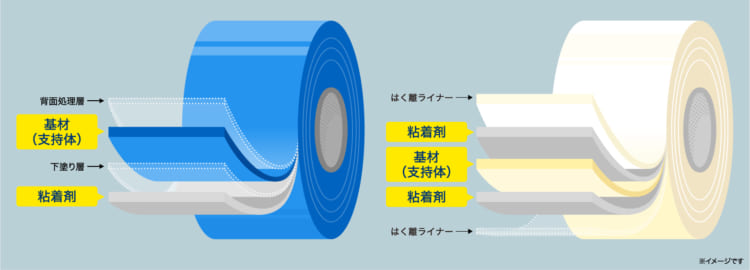 背面処理層
基材
（支持体）
下塗り層
粘着剤
はく離ライナー
粘着剤
基材
（支持体）
粘着剤
はく離ライナー
※イメージです